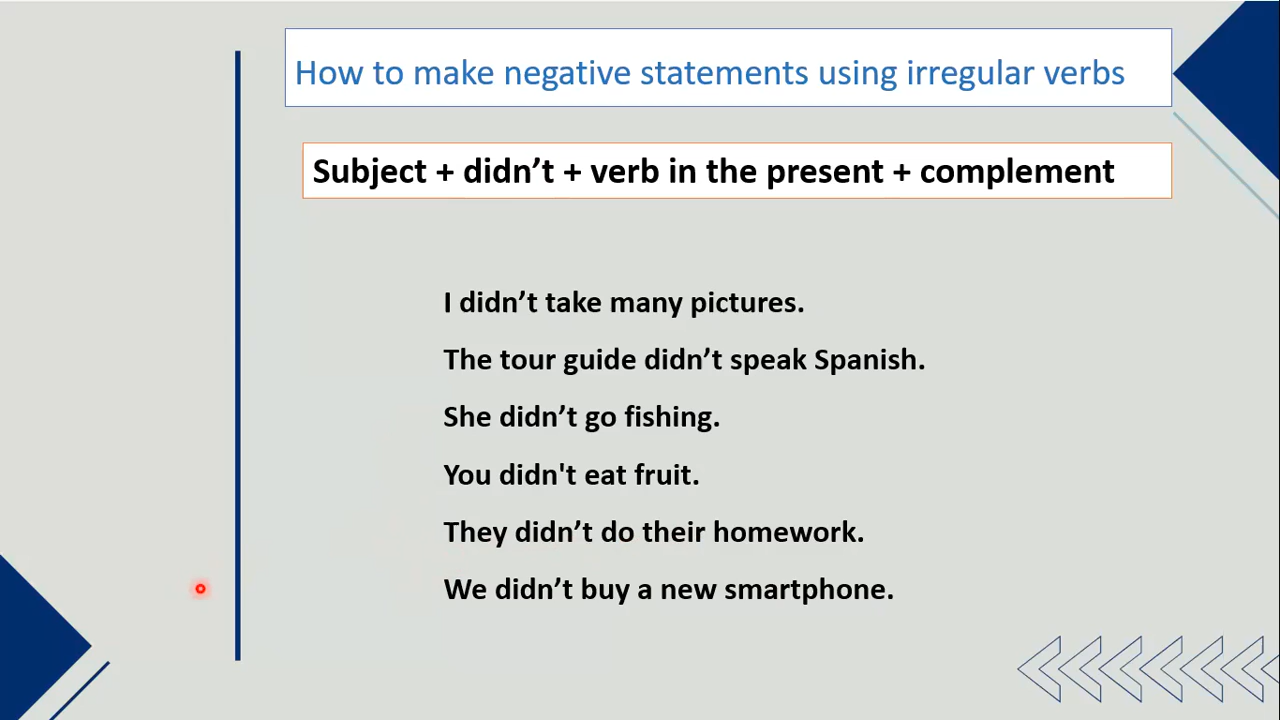 How to make negative statements using irregular verbs
Subject + didn’t + verb in the present + complement
I didn’t take many pictures.
The tour guide didn’t speak Spanish.
She didn’t go fishing.
You didn't eat fruit.
They didn’t do their homework.
We didn’t buy a new smartphone.